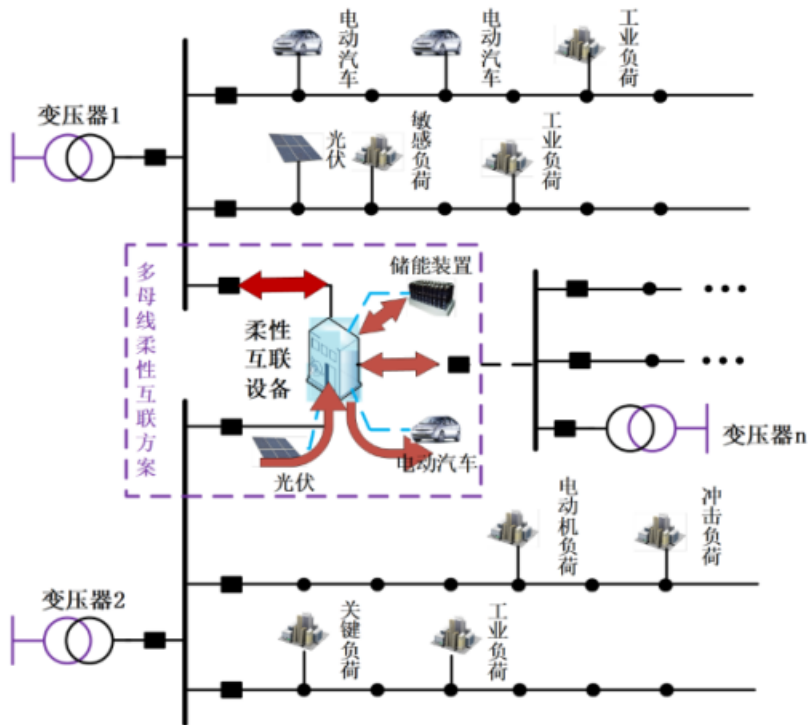 电动汽车
电动汽车
工业负荷
变压器1
光伏
敏感负荷
工业负荷
多母线柔性互联方案
储能装置
柔性
互联
设备
光伏
电动汽车
变压器n
电动机负荷
冲击负荷
变压器2
关键负荷
工业负荷